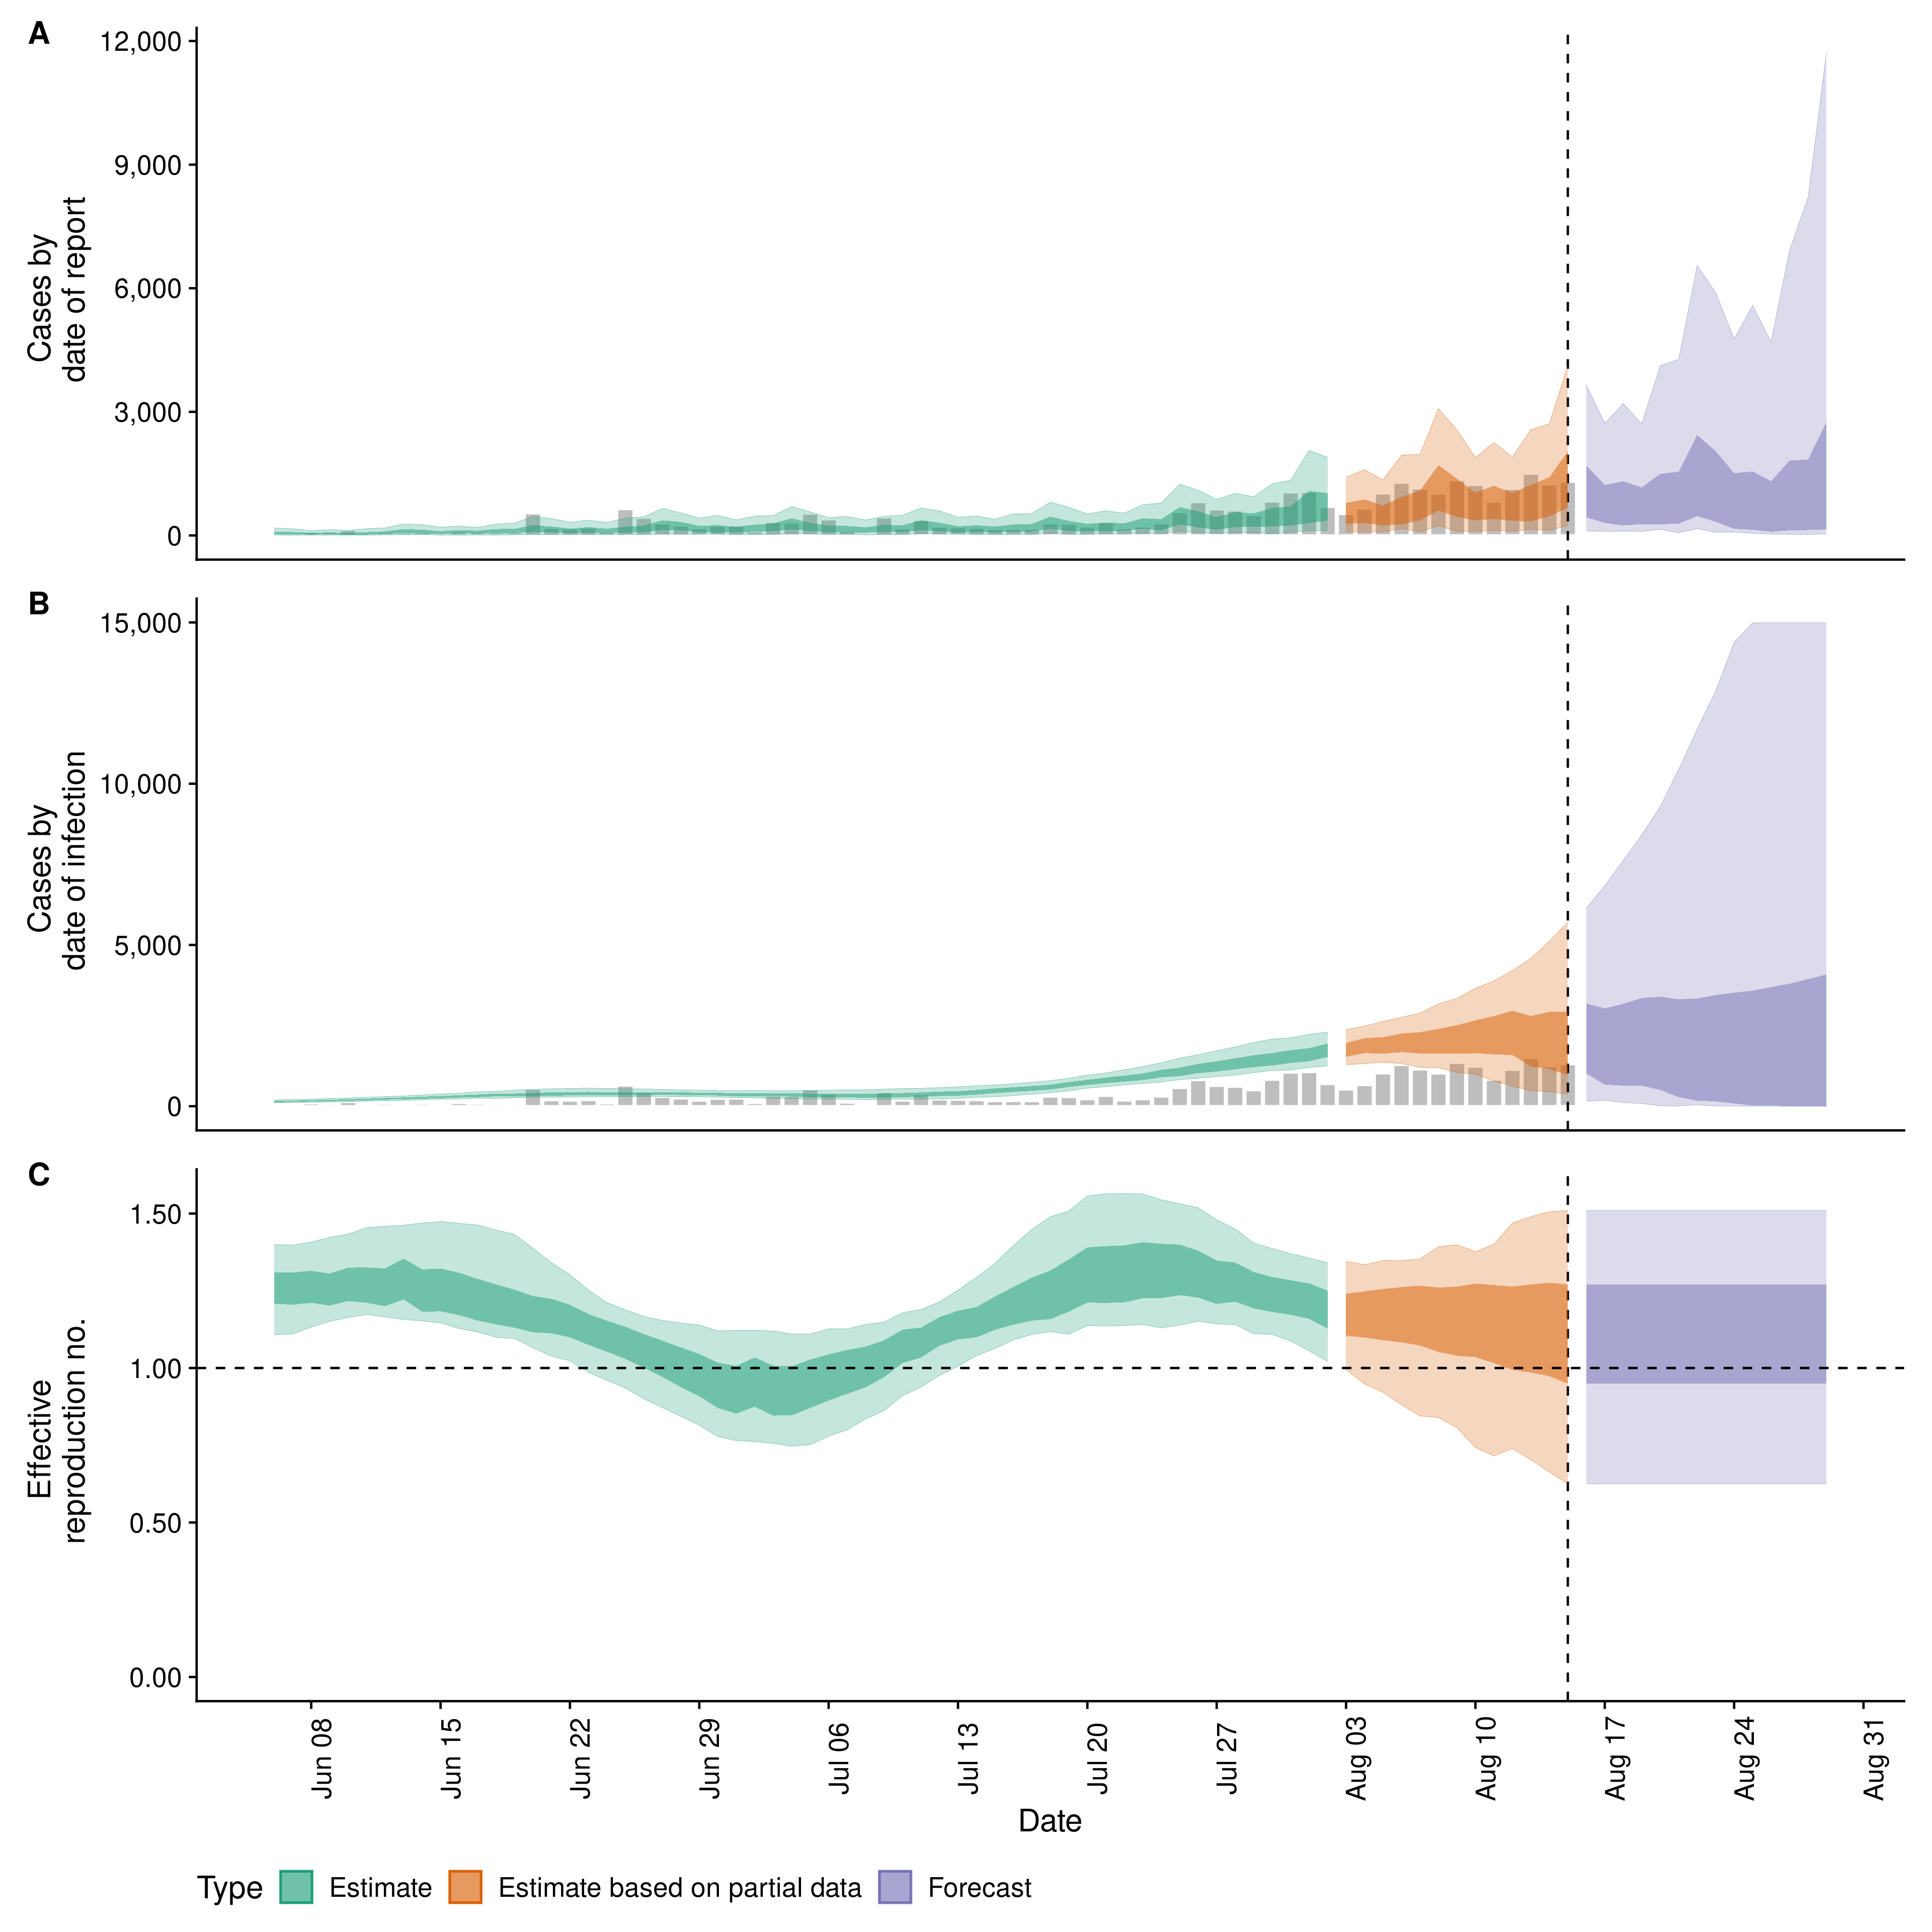 A
12,000
9,000
6,000
3,000
0
Cases by
date of report
B
15,000
10,000
5,000
0
Cases by
date of infection
C
1.50
1.00
0.50
0.00
Effective
reproduction no.
Jun 08
Jun 15
Jun 22
Jun 29
Jul 06
Jul 13
Jul 20
Jul 27
Aug 03
Aug 10
Aug 17
Aug 24
Aug 31
Date
Type Estimate Estimate based on partial data Forecast